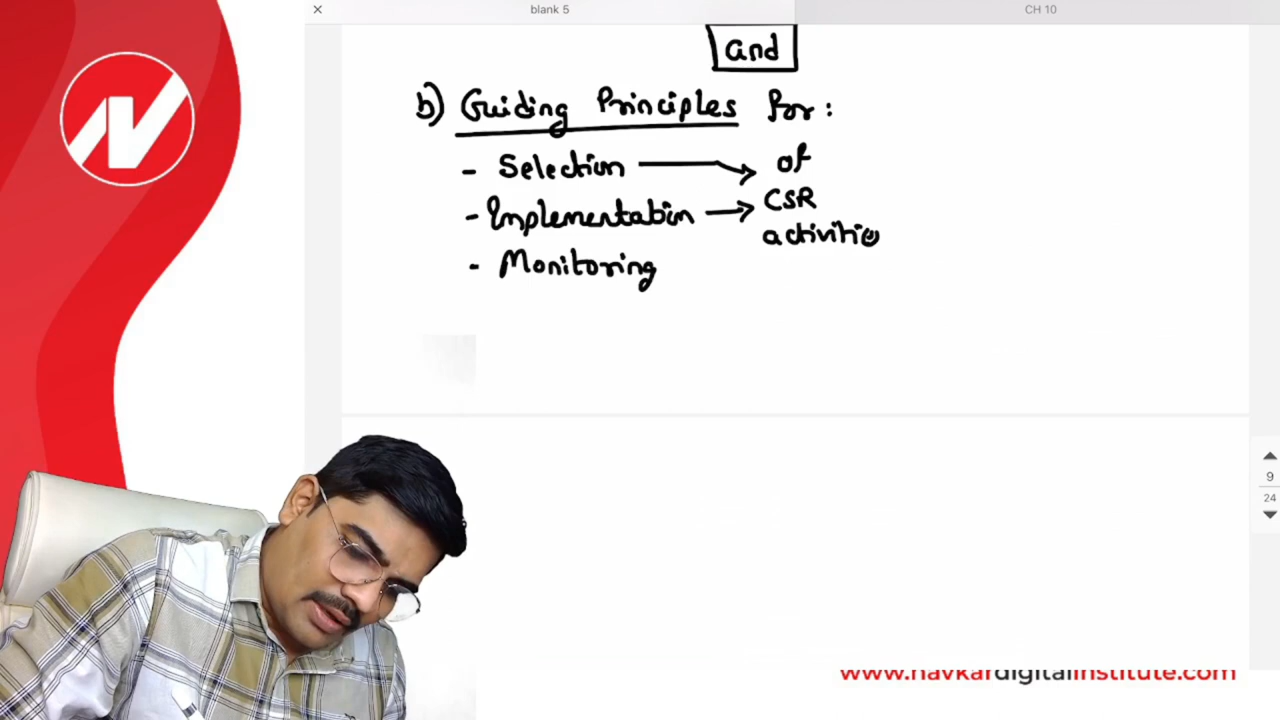 × blank 5 CH 10
and
b) Guiding Principles for:
- Selection → of
- Implementation → CSR
activities
- Monitoring
9
24
N
www.navkardigitalinstitute.com